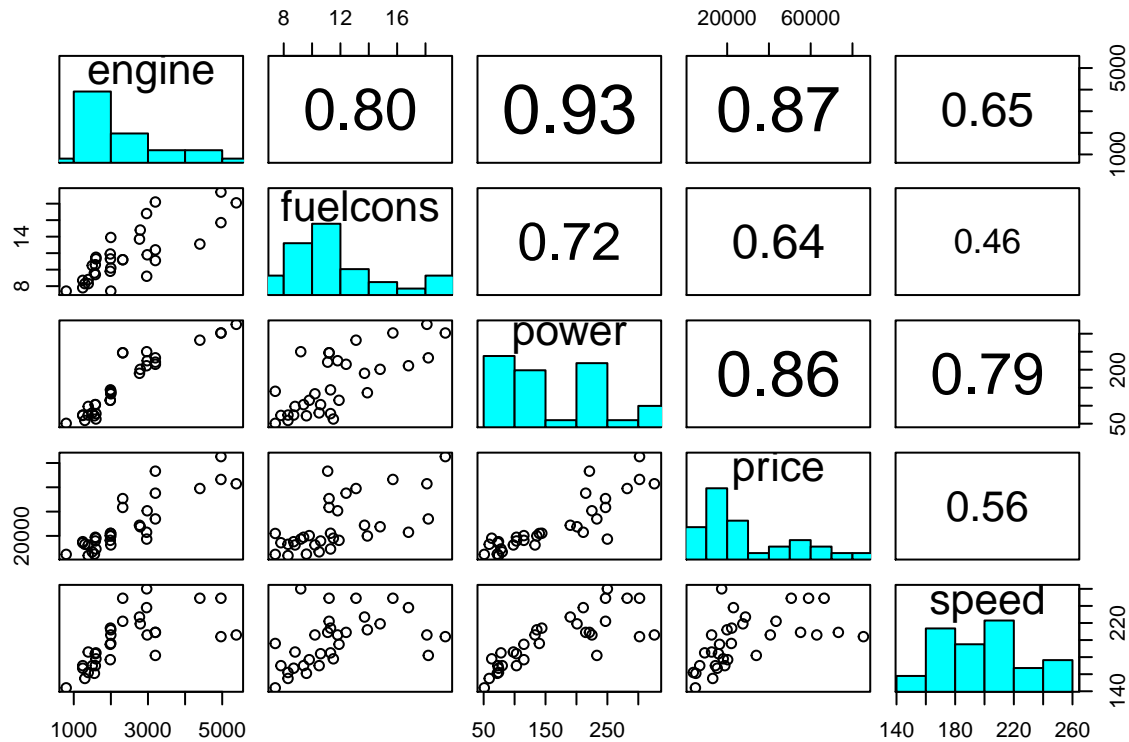 8 12 16 20000 60000
engine 0.80 0.93 0.87 0.65 1000 5000
8 14 fuelcons 0.72 0.64 0.46
power 0.86 0.79 50 200
20000 price 0.56
speed 140 220
1000 3000 5000 50 150 250 140 180 220 260